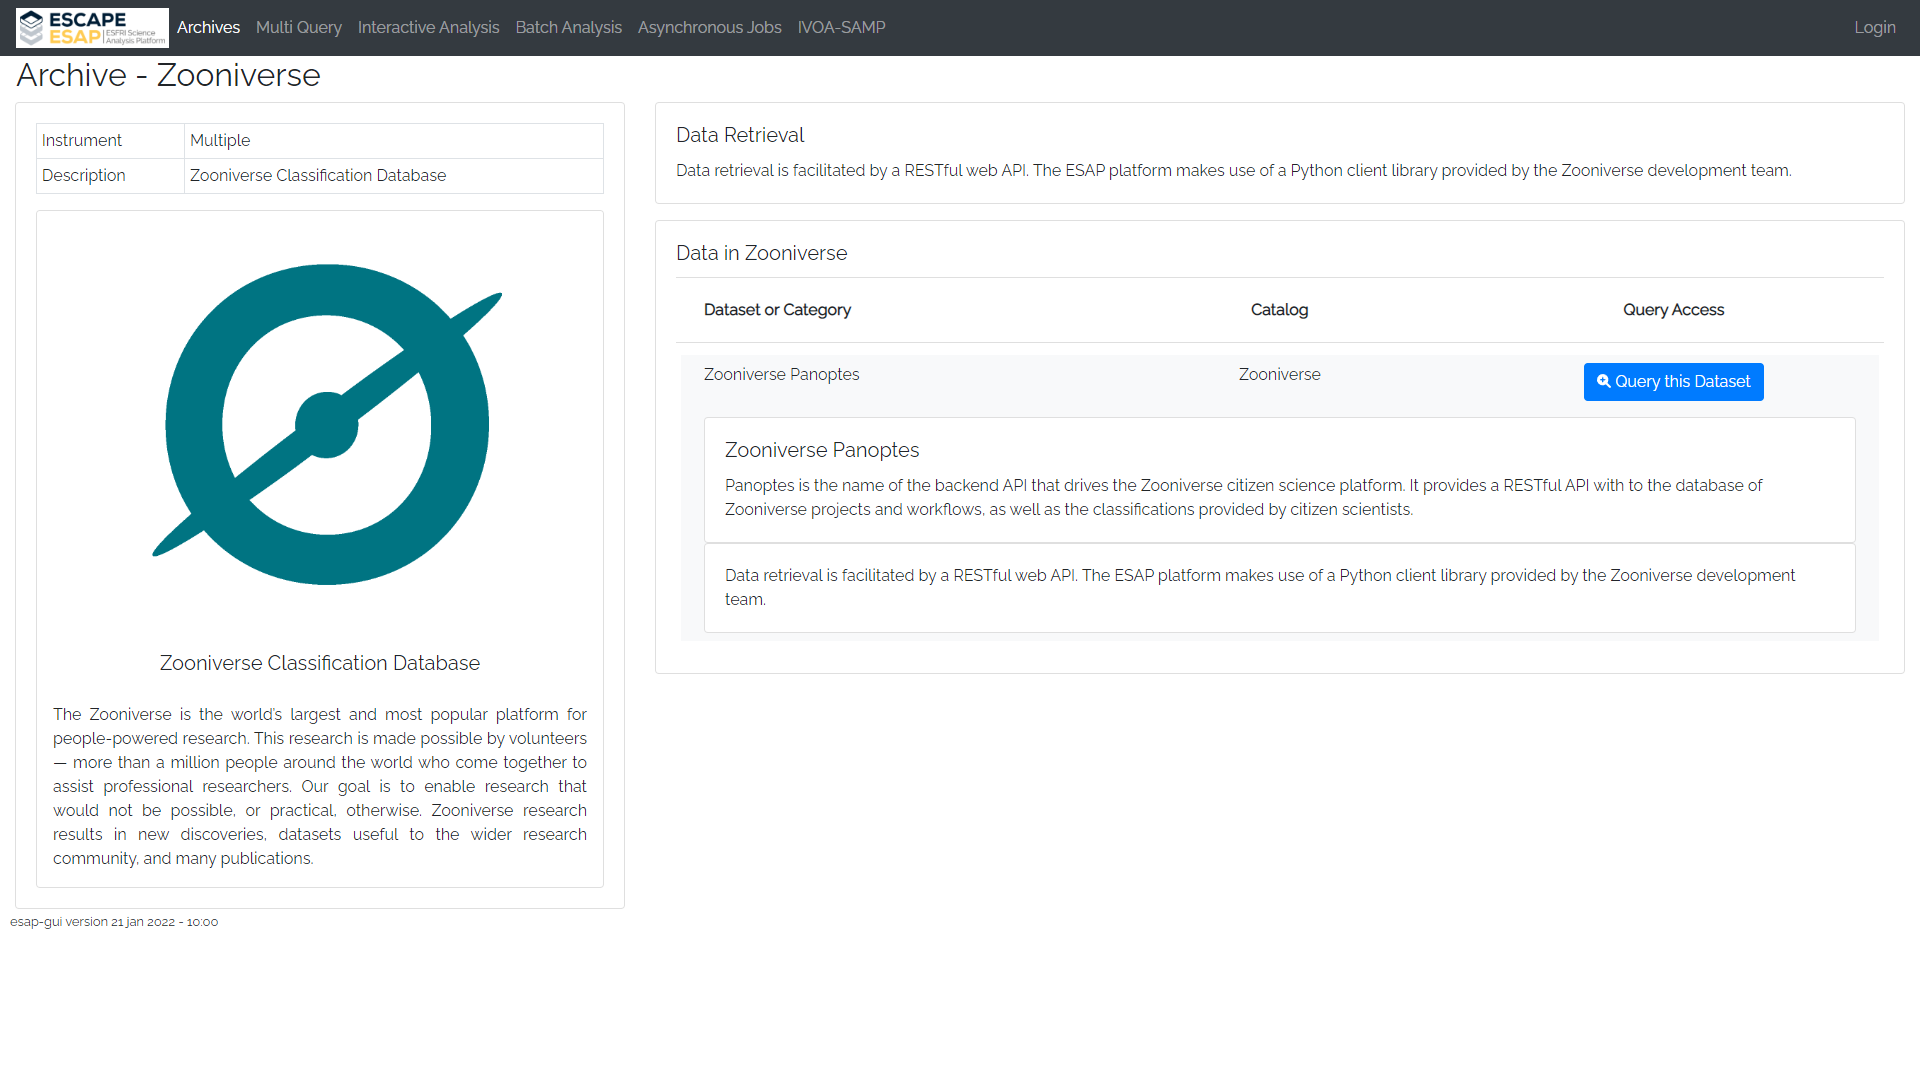 ESCAPE
ESAP ESFRI Science Analysis Platform
Archives Multi Query Interactive Analysis Batch Analysis Asynchronous Jobs IVOA-SAMP Login
Archive - Zooniverse
Instrument Multiple
Description Zooniverse Classification Database
Zooniverse Classification Database
The Zooniverse is the world's largest and most popular platform for
people-powered research. This research is made possible by volunteers
— more than a million people around the world who come together to
assist professional researchers. Our goal is to enable research that
would not be possible, or practical, otherwise. Zooniverse research
results in new discoveries, datasets useful to the wider research
community, and many publications.
Data Retrieval
Data retrieval is facilitated by a RESTful web API. The ESAP platform makes use of a Python client library provided by the Zooniverse development team.
Data in Zooniverse
Dataset or Category Catalog Query Access
Zooniverse Panoptes Zooniverse Query this Dataset
Zooniverse Panoptes
Panoptes is the name of the backend API that drives the Zooniverse citizen science platform. It provides a RESTful API with to the database of
Zooniverse projects and workflows, as well as the classifications provided by citizen scientists.
Data retrieval is facilitated by a RESTful web API. The ESAP platform makes use of a Python client library provided by the Zooniverse development
team.
esap-gui version 21 jan 2022 - 10:00